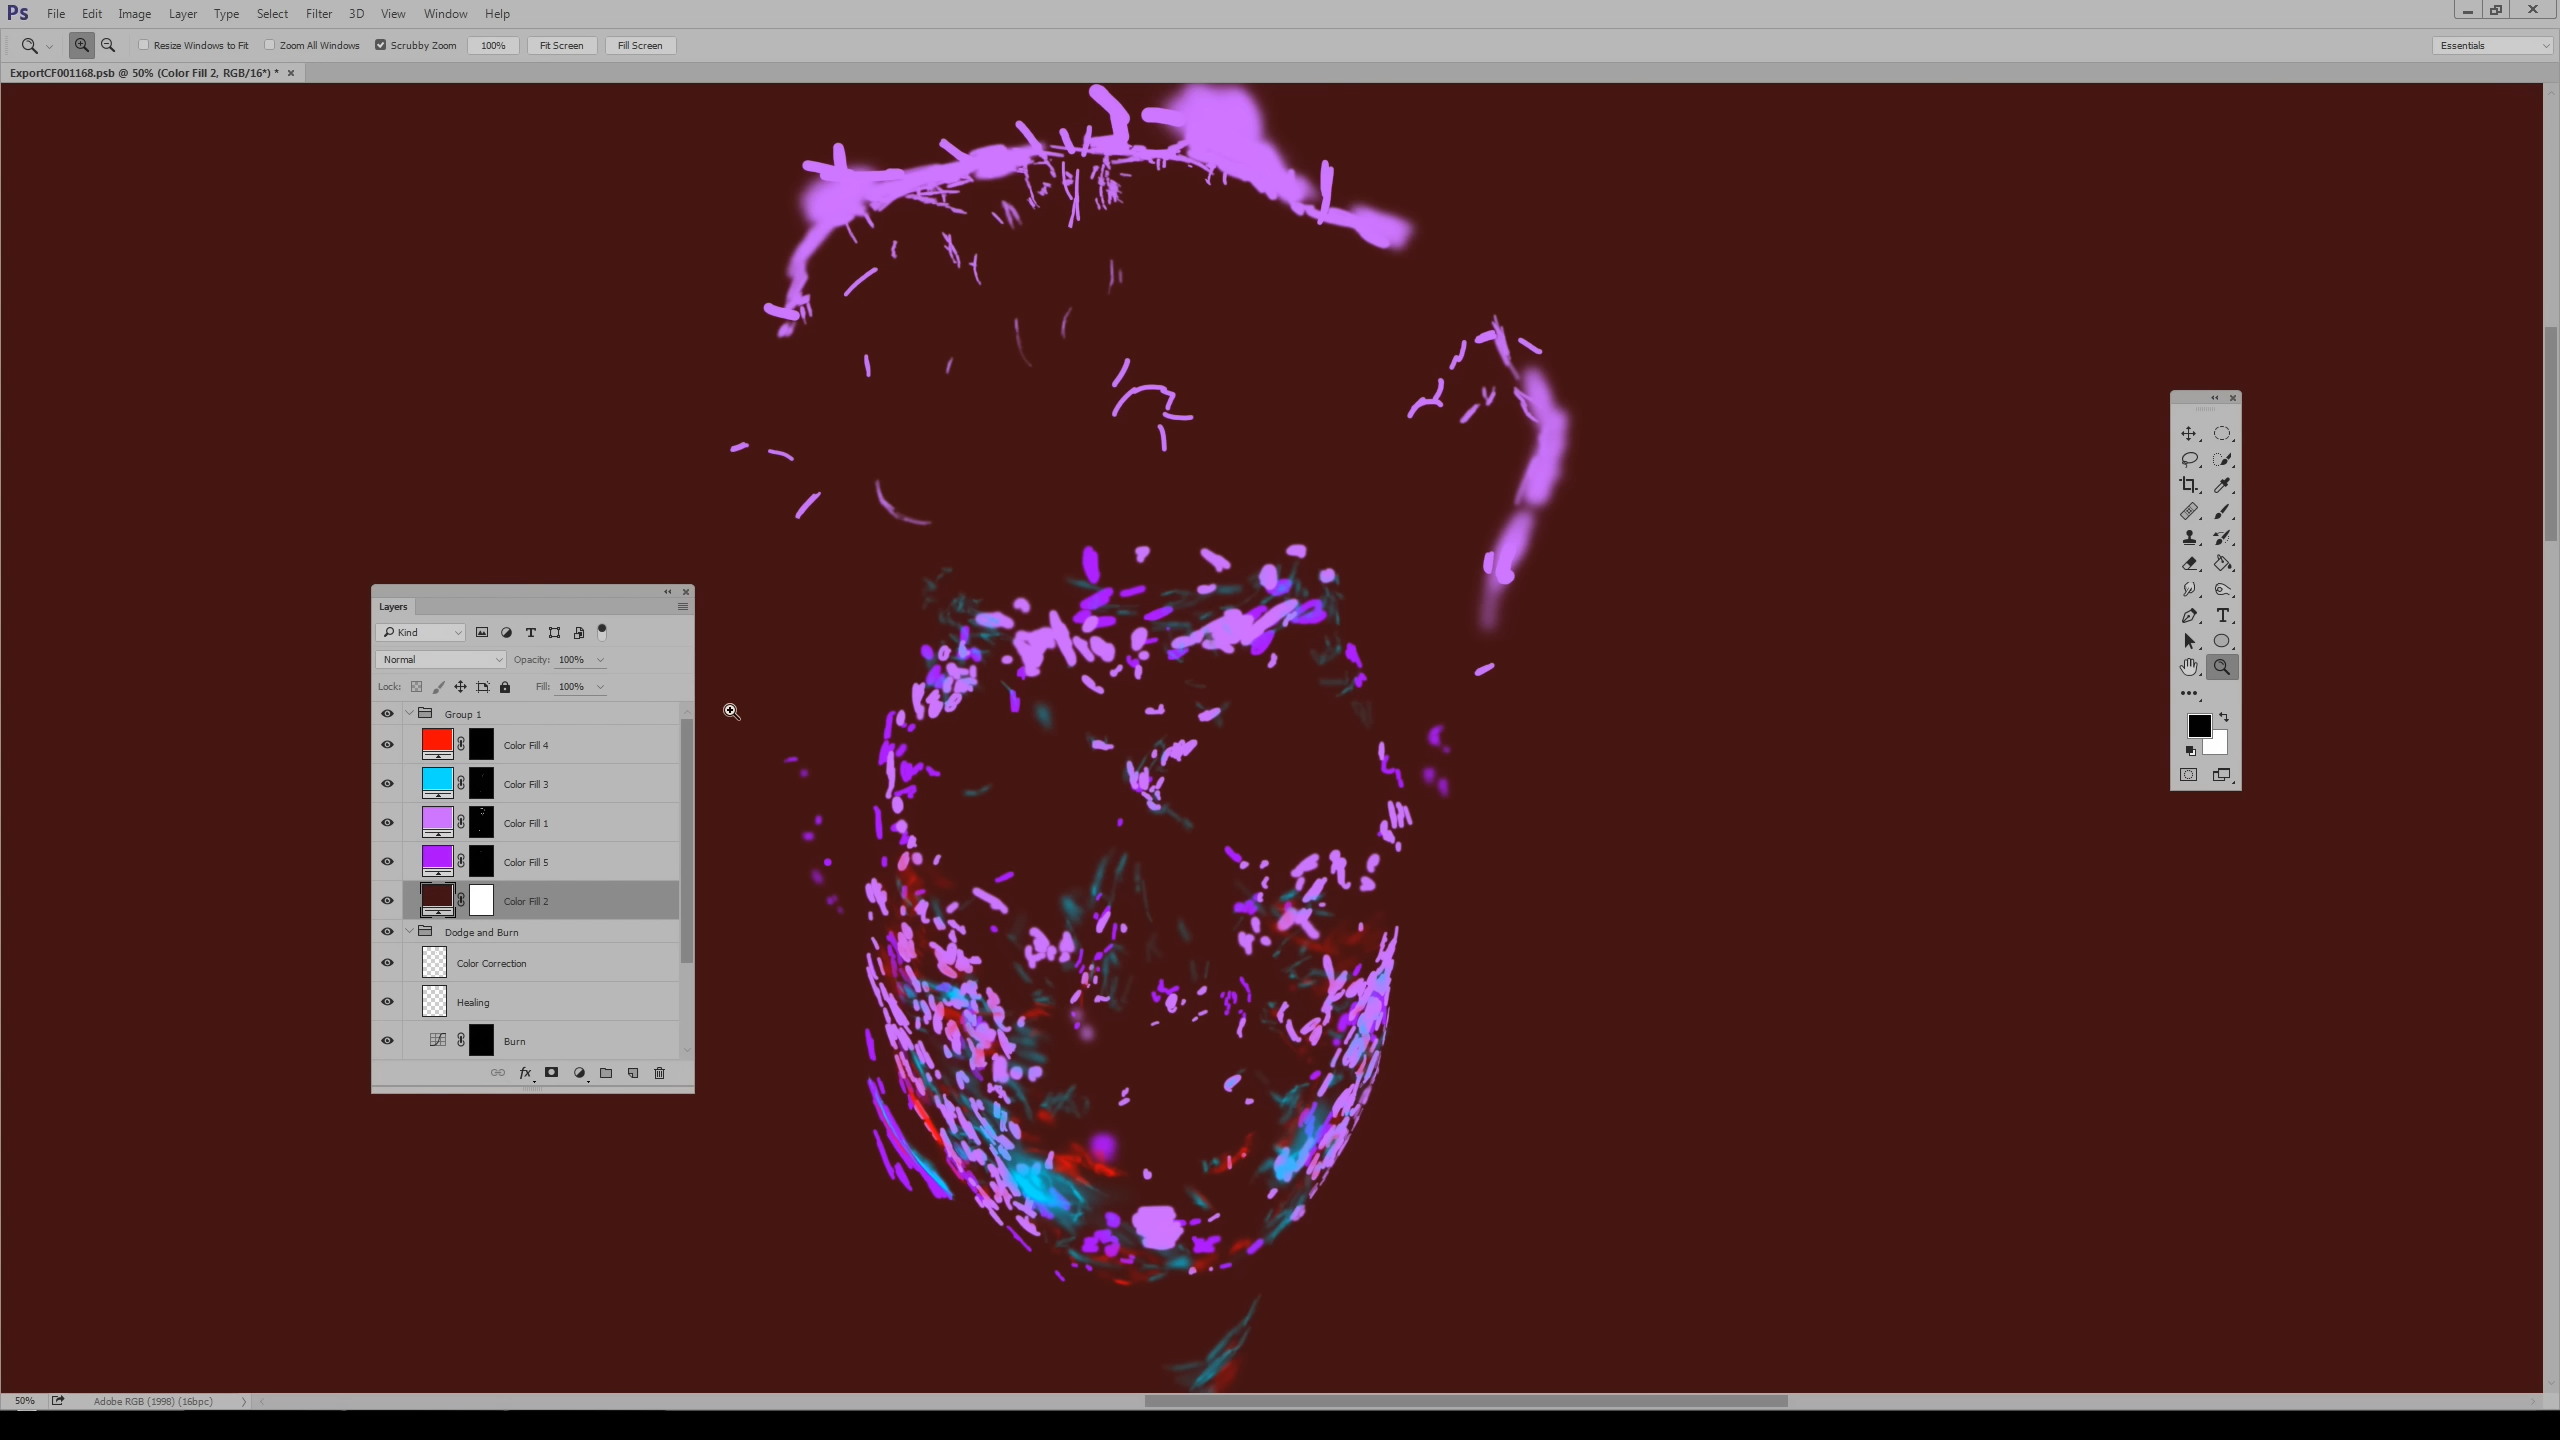 Ps File Edit Image Layer Type Select Filter 3D View Window Help
Resize Windows to Fit Zoom All Windows Scrubby Zoom 100% Fit Screen Fill Screen Essentials
ExportCF001168.psb @ 50% (Color Fill 2, RGB/16*) *
Layers
Kind
Normal Opacity: 100%
Lock: Fill: 100%
Group 1
Color Fill 4
Color Fill 3
Color Fill 1
Color Fill 5
Color Fill 2
Dodge and Burn
Color Correction
Healing
Burn
fx
50% Adobe RGB (1998) (16bpc)